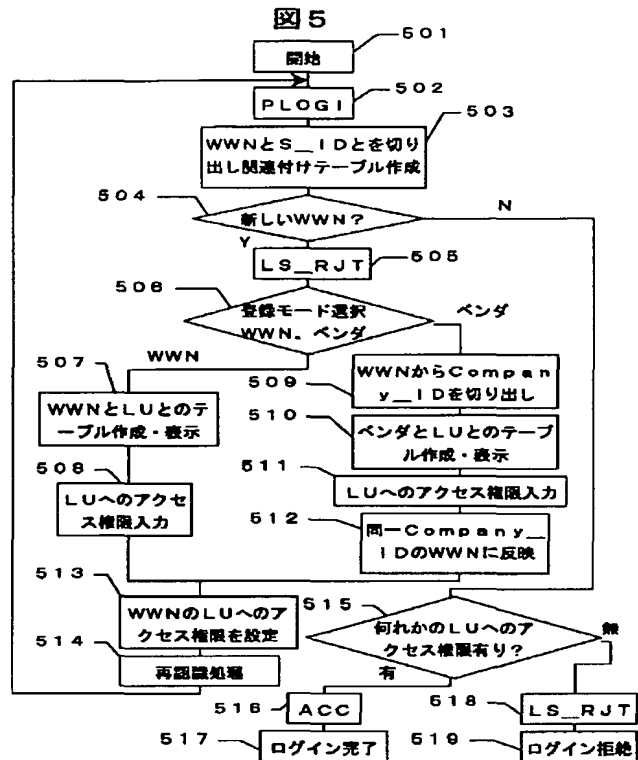 図5
501
開始
502
PLOGI
503
WWNとS__IDとを切り
出し関連付けテーブル作成
504
新しいWWN?
N
Y
LS_RJT
505
506
登録モード選択
WWN、ベンダ
ベンダ
WWN
507
WWNとLUとのテ
ーブル作成・表示
508
LUへのアクセ
ス権限入力
509
WWNからCompan
y__IDを切り出し
510
ベンダとLUとのテーブ
ル作成・表示
511
LUへのアクセス権限入力
512
同一Company__
IDのWWNに反映
513
WWNのLUへのア
クセス権限を設定
514
再認識処理
515
何れかのLUへのア
クセス権限有り?
無
有
516
ACC
517
ログイン完了
518
LS_RJT
519
ログイン拒絶